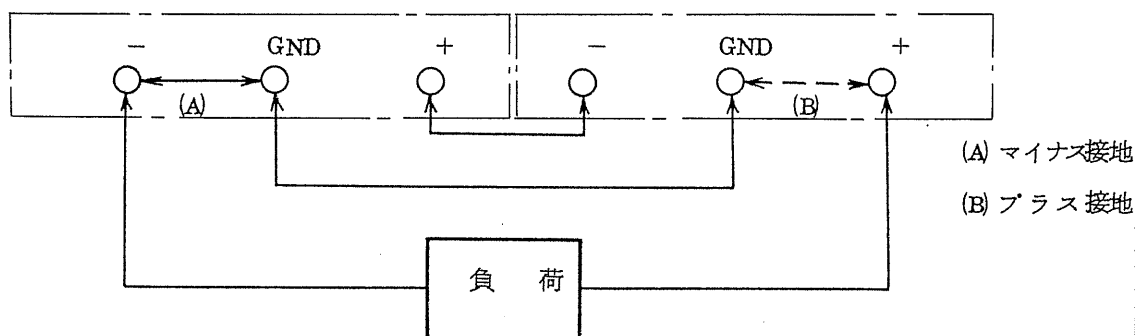 − GND + − GND +
(A) (B)
(A) マイナス接地
(B) プラス接地
負 荷